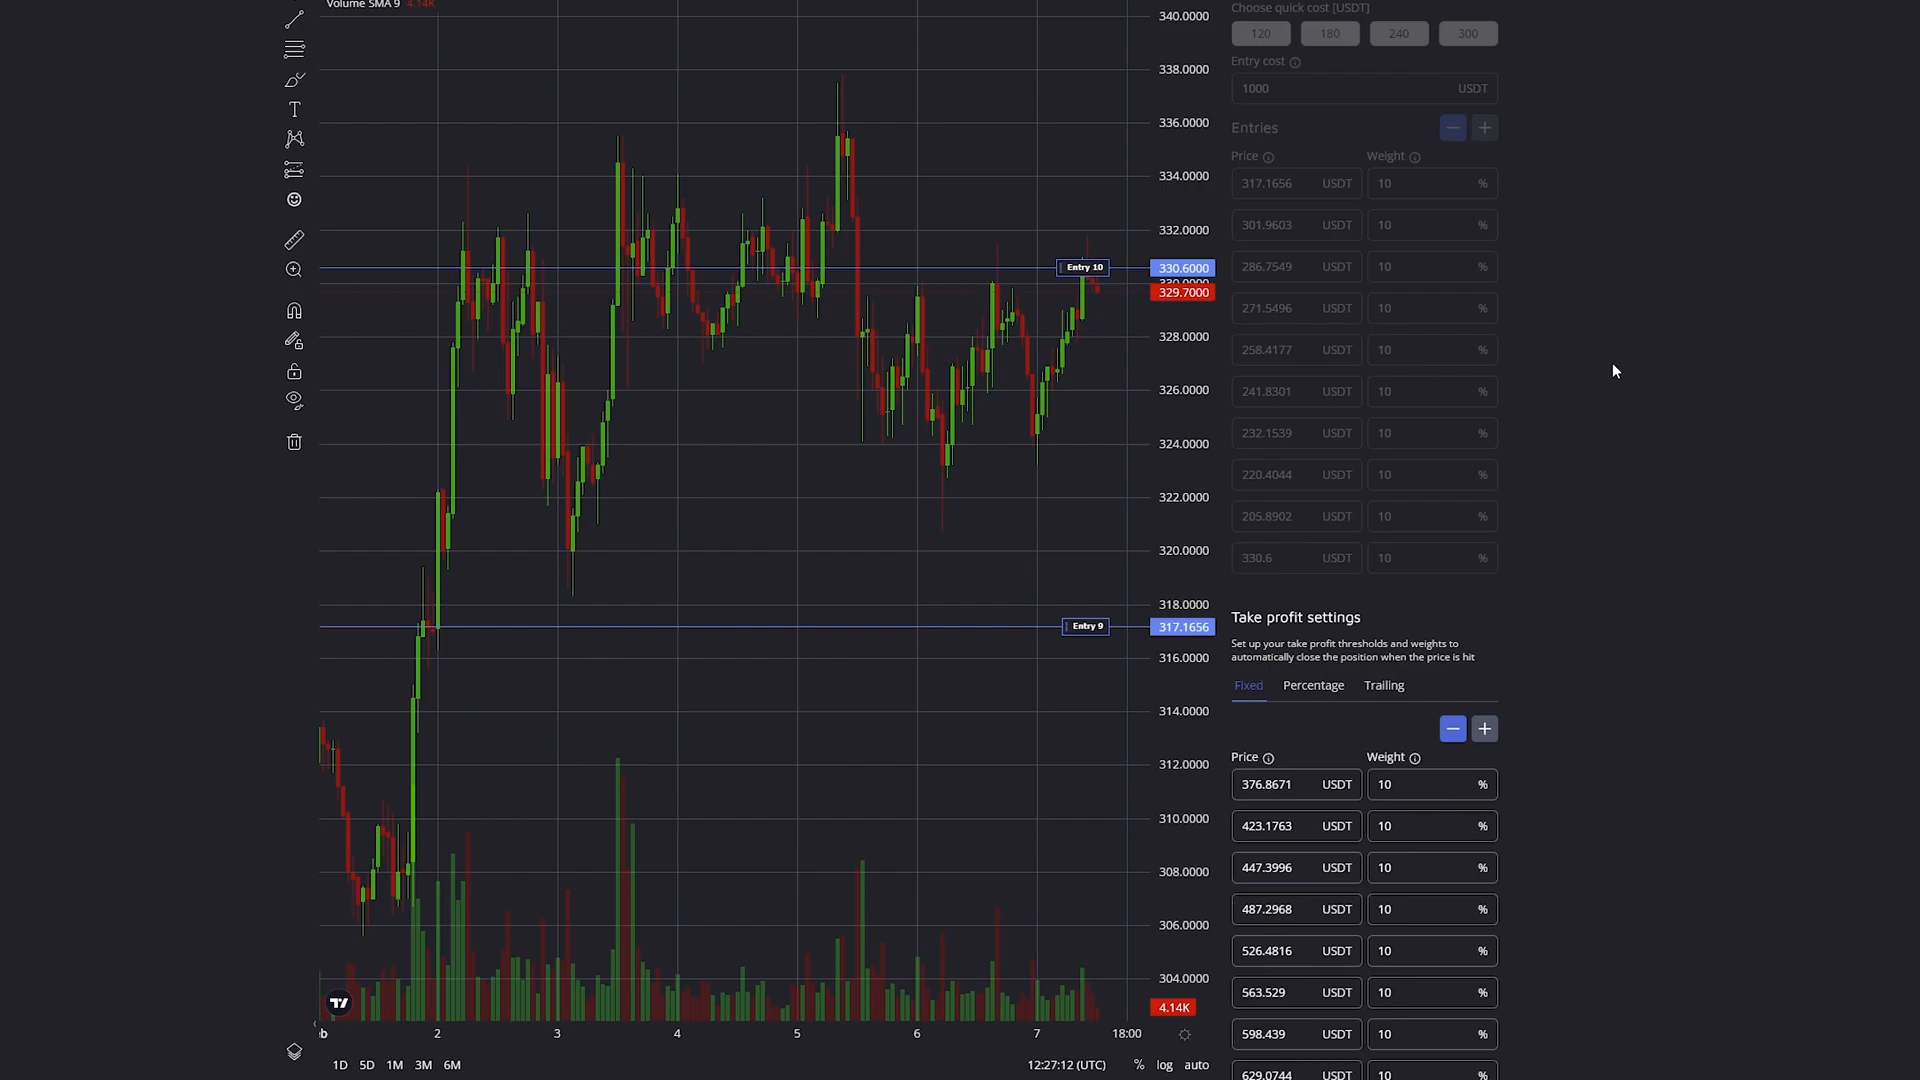 Volume SMA 9 4.14K
340.0000
338.0000
336.0000
334.0000
332.0000
Entry 10 330.6000
330.0000
329.7000
328.0000
326.0000
324.0000
322.0000
320.0000
318.0000
Entry 9 317.1656
316.0000
314.0000
312.0000
310.0000
308.0000
306.0000
304.0000
4.14K
2 3 4 5 6 7 18:00
1D 5D 1M 3M 6M
12:27:12 (UTC) % log auto
Choose quick cost [USDT]
120 180 240 300
Entry cost
1000 USDT
Entries
Price Weight
317.1656 USDT 10 %
301.9603 USDT 10 %
286.7549 USDT 10 %
271.5496 USDT 10 %
258.4177 USDT 10 %
241.8301 USDT 10 %
232.1539 USDT 10 %
220.4044 USDT 10 %
205.8902 USDT 10 %
330.6 USDT 10 %
Take profit settings
Set up your take profit thresholds and weights to
automatically close the position when the price is hit
Fixed Percentage Trailing
Price Weight
376.8671 USDT 10 %
423.1763 USDT 10 %
447.3996 USDT 10 %
487.2968 USDT 10 %
526.4816 USDT 10 %
563.529 USDT 10 %
598.439 USDT 10 %
629.0744 USDT 10 %